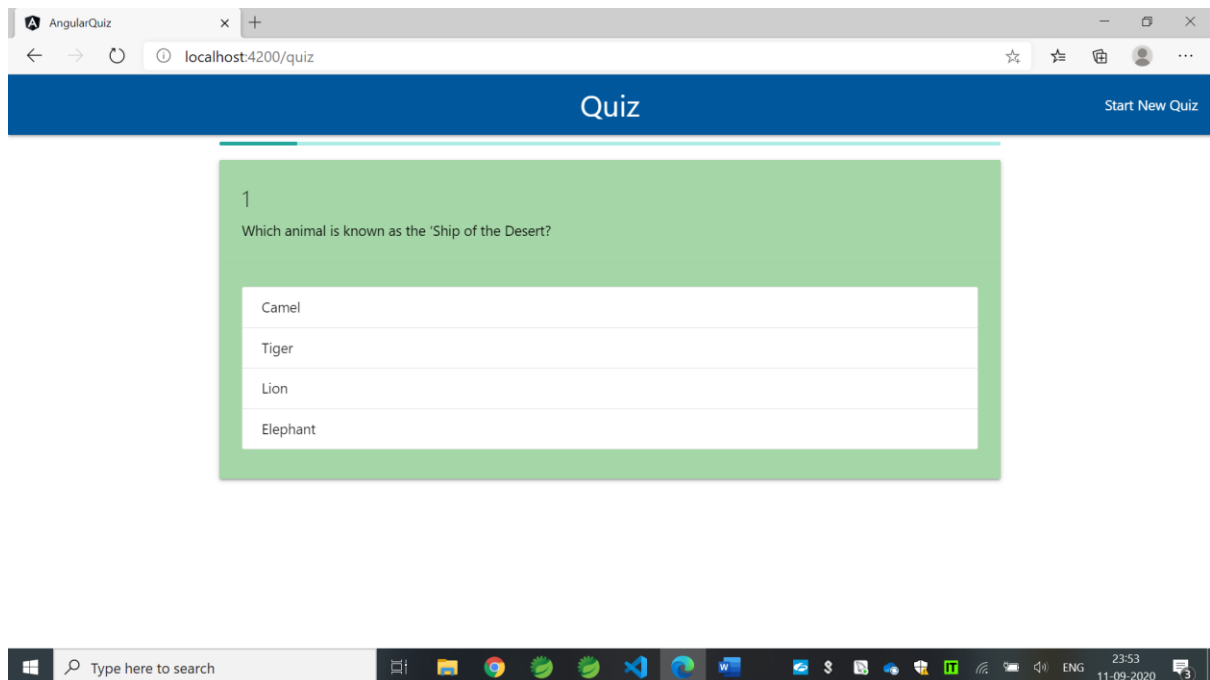 AngularQuiz
localhost:4200/quiz
Quiz
Start New Quiz
1
Which animal is known as the 'Ship of the Desert?
Camel
Tiger
Lion
Elephant
Type here to search
ENG
23:53
11-09-2020
3